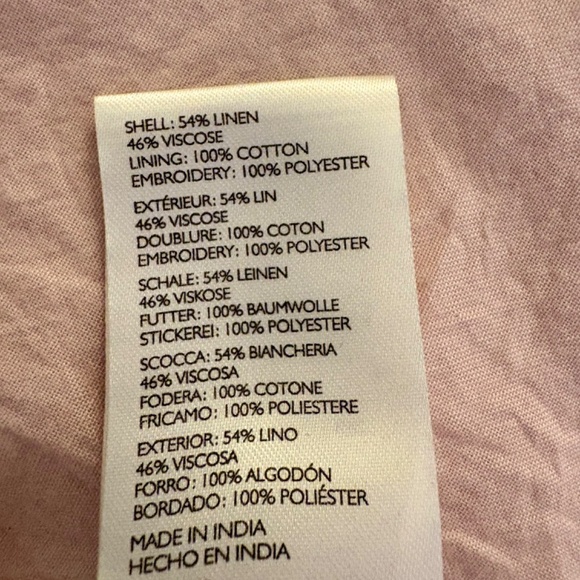 SHELL: 54% LINEN
46% VISCOSE
LINING: 100% COTTON
EMBROIDERY: 100% POLYESTER
EXTÉRIEUR: 54% LIN
46% VISCOSE
DOUBLURE: 100% COTON
EMBROIDERY: 100% POLYESTER
SCHALE: 54% LEINEN
46% VISKOSE
FUTTER: 100% BAUMWOLLE
STICKEREI: 100% POLYESTER
SCOCCA: 54% BIANCHERIA
46% VISCOSA
FODERA: 100% COTONE
FRICAMO: 100% POLIESTERE
EXTERIOR: 54% LINO
46% VISCOSA
FORRO: 100% ALGODÓN
BORDADO: 100% POLIÉSTER
MADE IN INDIA
HECHO EN INDIA